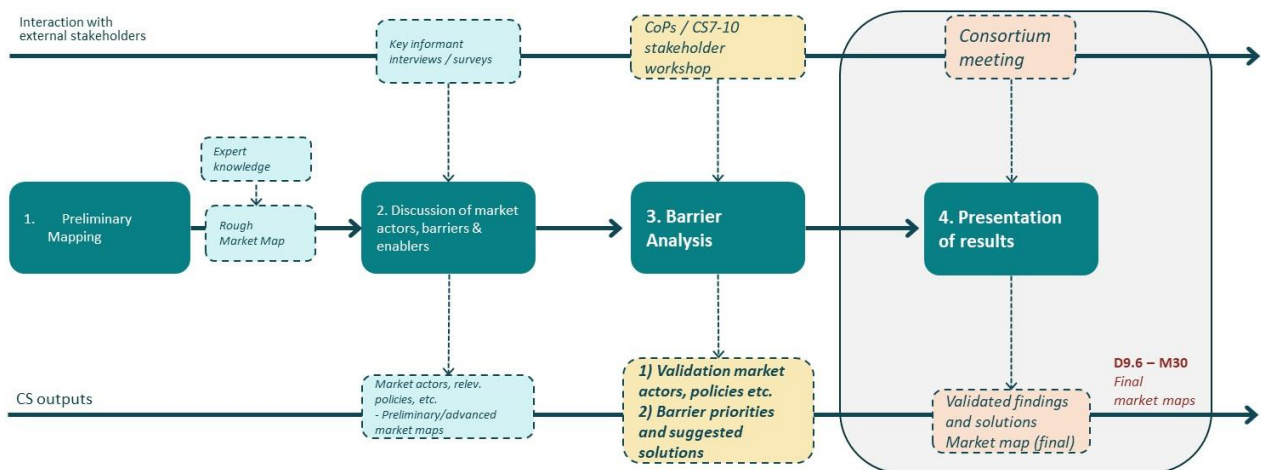 Interaction with
external stakeholders
Key informant
interviews / surveys
CoPs / CS7-10
stakeholder
workshop
Consortium
meeting
Expert
knowledge
1. Preliminary
Mapping
Rough
Market Map
2. Discussion of market
actors, barriers &
enablers
3. Barrier
Analysis
4. Presentation
of results
CS outputs
Market actors, relev.
policies, etc.
- Preliminary/advanced
market maps
1) Validation market
actors, policies etc.
2) Barrier priorities
and suggested
solutions
Validated findings
and solutions
Market map (final)
D9.6 – M30
Final
market maps